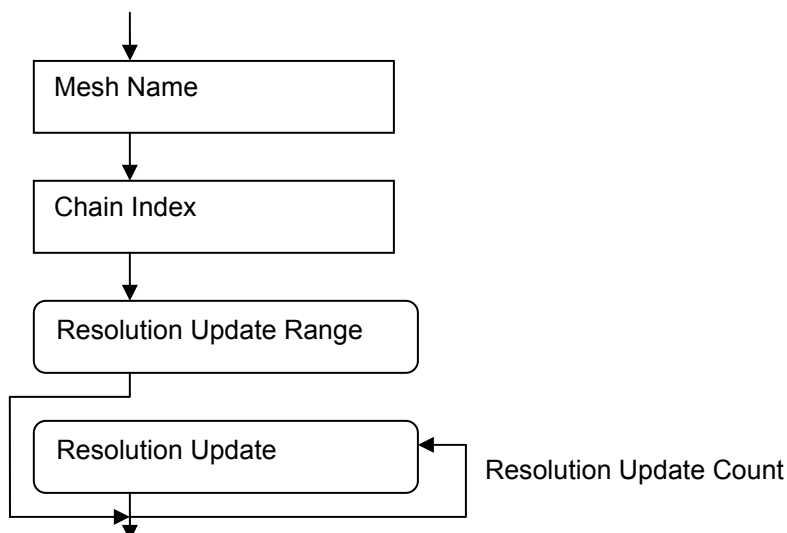 Mesh Name
Chain Index
Resolution Update Range
Resolution Update
Resolution Update Count